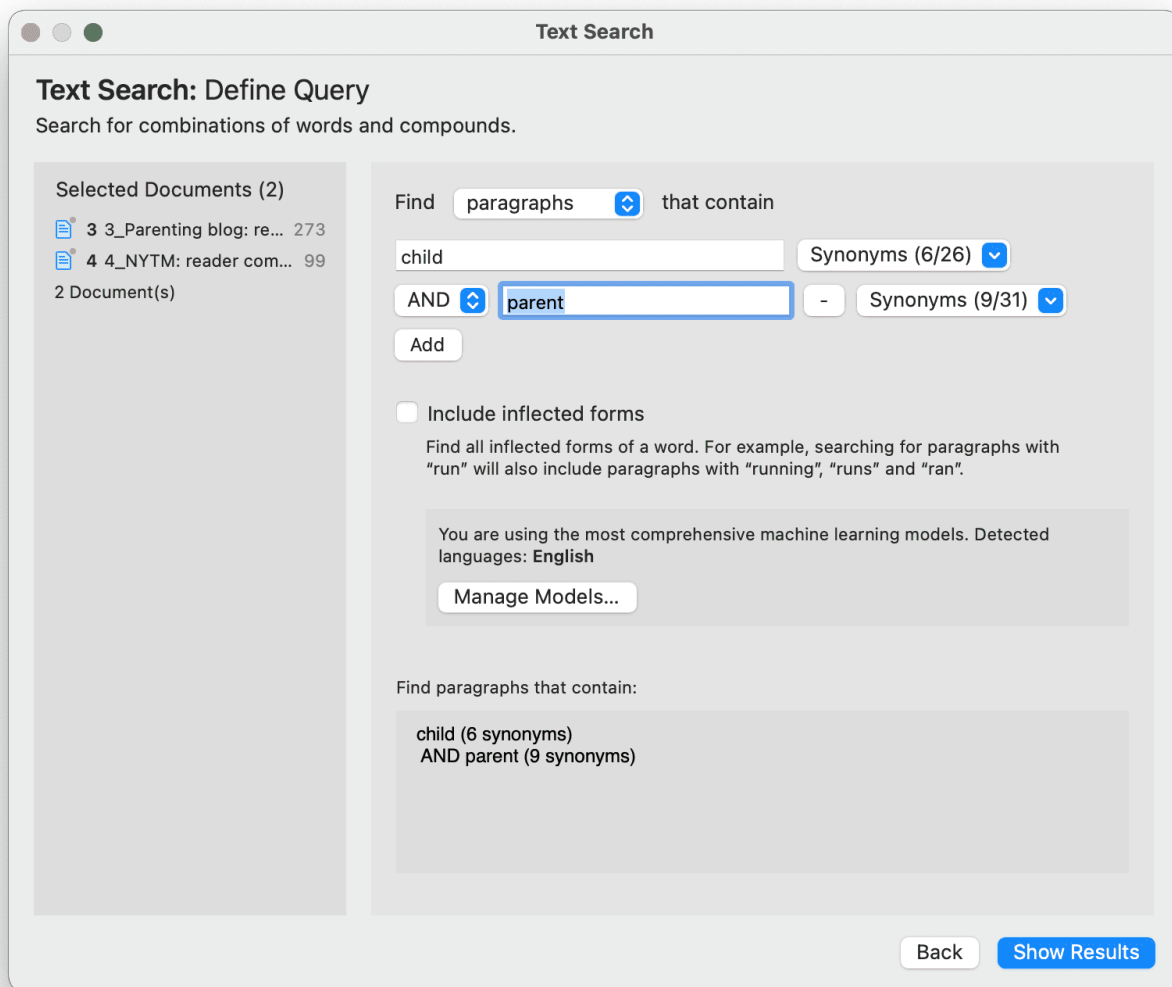 Text Search
Text Search: Define Query
Search for combinations of words and compounds.
Selected Documents (2)
3 3_Parenting blog: re... 273
4 4_NYTM: reader com... 99
2 Document(s)
Find paragraphs that contain
child Synonyms (6/26)
AND parent - Synonyms (9/31)
Add
Include inflected forms
Find all inflected forms of a word. For example, searching for paragraphs with
“run” will also include paragraphs with “running”, “runs” and “ran”.
You are using the most comprehensive machine learning models. Detected
languages: English
Manage Models...
Find paragraphs that contain:
child (6 synonyms)
AND parent (9 synonyms)
Back Show Results